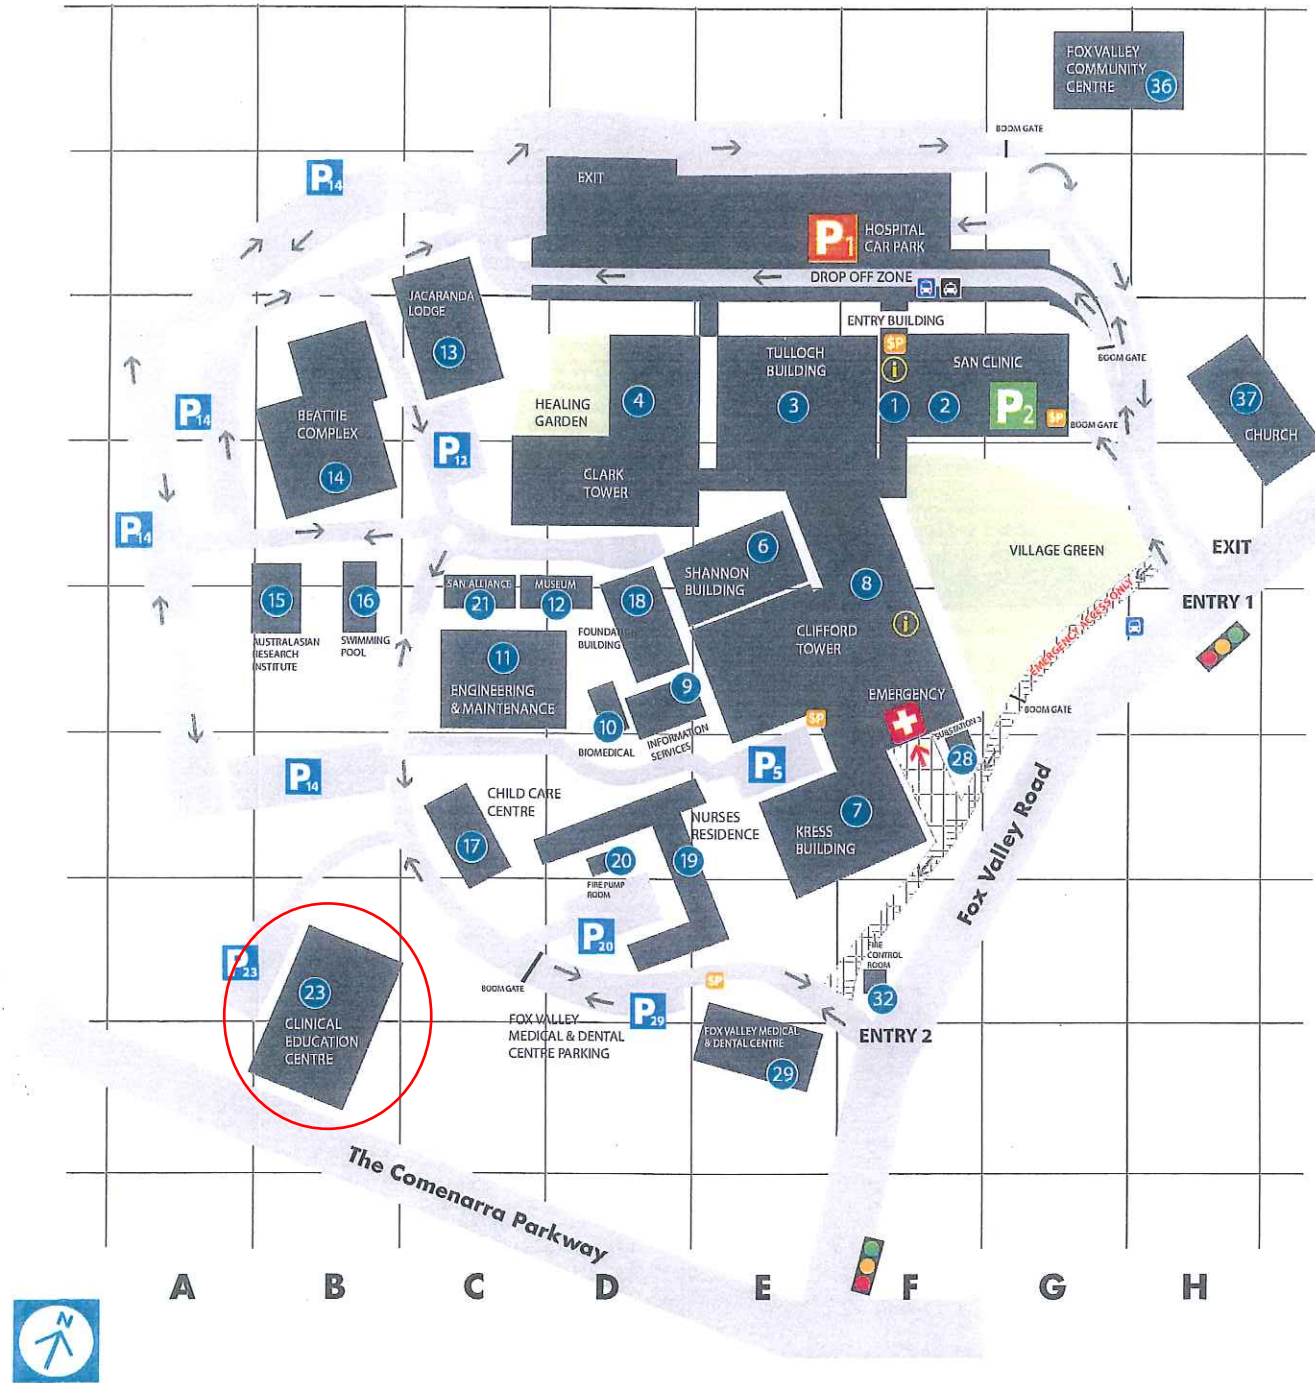 FOX VALLEY
COMMUNITY
CENTRE
36
BOOM GATE
P14
EXIT
P1
HOSPITAL
CAR PARK
DROP OFF ZONE
JACARANDA
LODGE
13
ENTRY BUILDING
SP
i
TULLOCH
BUILDING
3
1
SAN CLINIC
2
P2
SP
BOOM GATE
BOOM GATE
37
CHURCH
HEALING
GARDEN
4
CLARK
TOWER
P14
BEATTIE
COMPLEX
14
P12
P14
6
SHANNON
BUILDING
8
VILLAGE GREEN
EXIT
ENTRY 1
EMERGENCY ACCESS ONLY
15
AUSTRALASIAN
RESEARCH
INSTITUTE
16
SWIMMING
POOL
SAN ALLIANCE
21
MUSEUM
12
18
FOUNDATION
BUILDING
CLIFFORD
TOWER
i
11
ENGINEERING
& MAINTENANCE
9
INFORMATION
SERVICES
10
BIOMEDICAL
EMERGENCY
SP
BOOM GATE
SUBSTATION 3
28
P14
P5
CHILD CARE
CENTRE
17
NURSES
RESIDENCE
19
20
FIRE PUMP
ROOM
7
KRESS
BUILDING
Fox Valley Road
P20
P23
23
CLINICAL
EDUCATION
CENTRE
BOOM GATE
SP
FIRE
CONTROL
ROOM
32
P29
FOX VALLEY
MEDICAL & DENTAL
CENTRE PARKING
FOX VALLEY MEDICAL
& DENTAL CENTRE
29
ENTRY 2
The Comenarra Parkway
A B C D E F G H
N